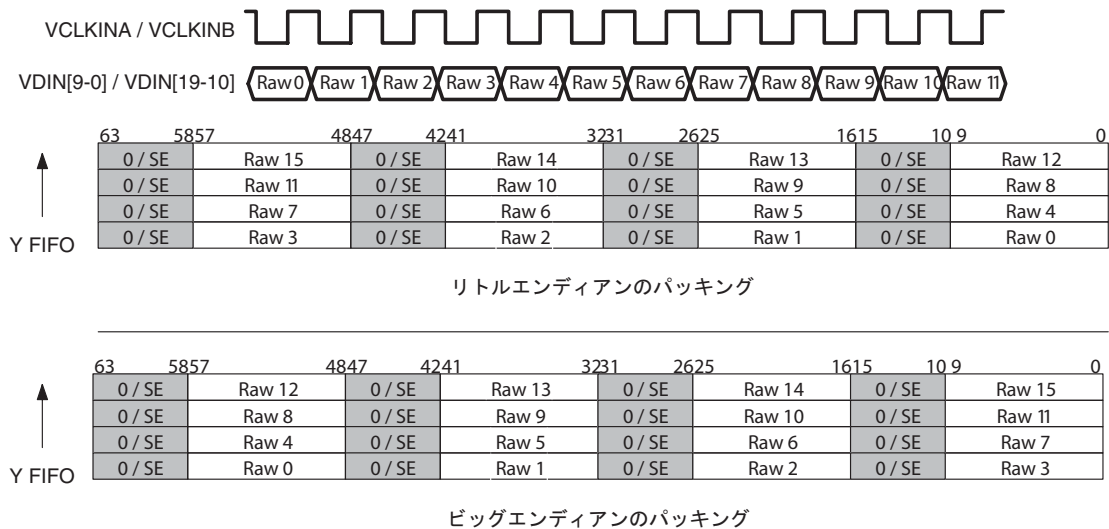 VCLKINA / VCLKINB
VDIN[9-0] / VDIN[19-10] Raw 0 Raw 1 Raw 2 Raw 3 Raw 4 Raw 5 Raw 6 Raw 7 Raw 8 Raw 9 Raw 10 Raw 11
63 5857 4847 4241 3231 2625 1615 10 9 0
0 / SE Raw 15 0 / SE Raw 14 0 / SE Raw 13 0 / SE Raw 12
0 / SE Raw 11 0 / SE Raw 10 0 / SE Raw 9 0 / SE Raw 8
0 / SE Raw 7 0 / SE Raw 6 0 / SE Raw 5 0 / SE Raw 4
Y FIFO 0 / SE Raw 3 0 / SE Raw 2 0 / SE Raw 1 0 / SE Raw 0
リトルエンディアンのパッキング
63 5857 4847 4241 3231 2625 1615 10 9 0
0 / SE Raw 12 0 / SE Raw 13 0 / SE Raw 14 0 / SE Raw 15
0 / SE Raw 8 0 / SE Raw 9 0 / SE Raw 10 0 / SE Raw 11
0 / SE Raw 4 0 / SE Raw 5 0 / SE Raw 6 0 / SE Raw 7
Y FIFO 0 / SE Raw 0 0 / SE Raw 1 0 / SE Raw 2 0 / SE Raw 3
ビッグエンディアンのパッキング